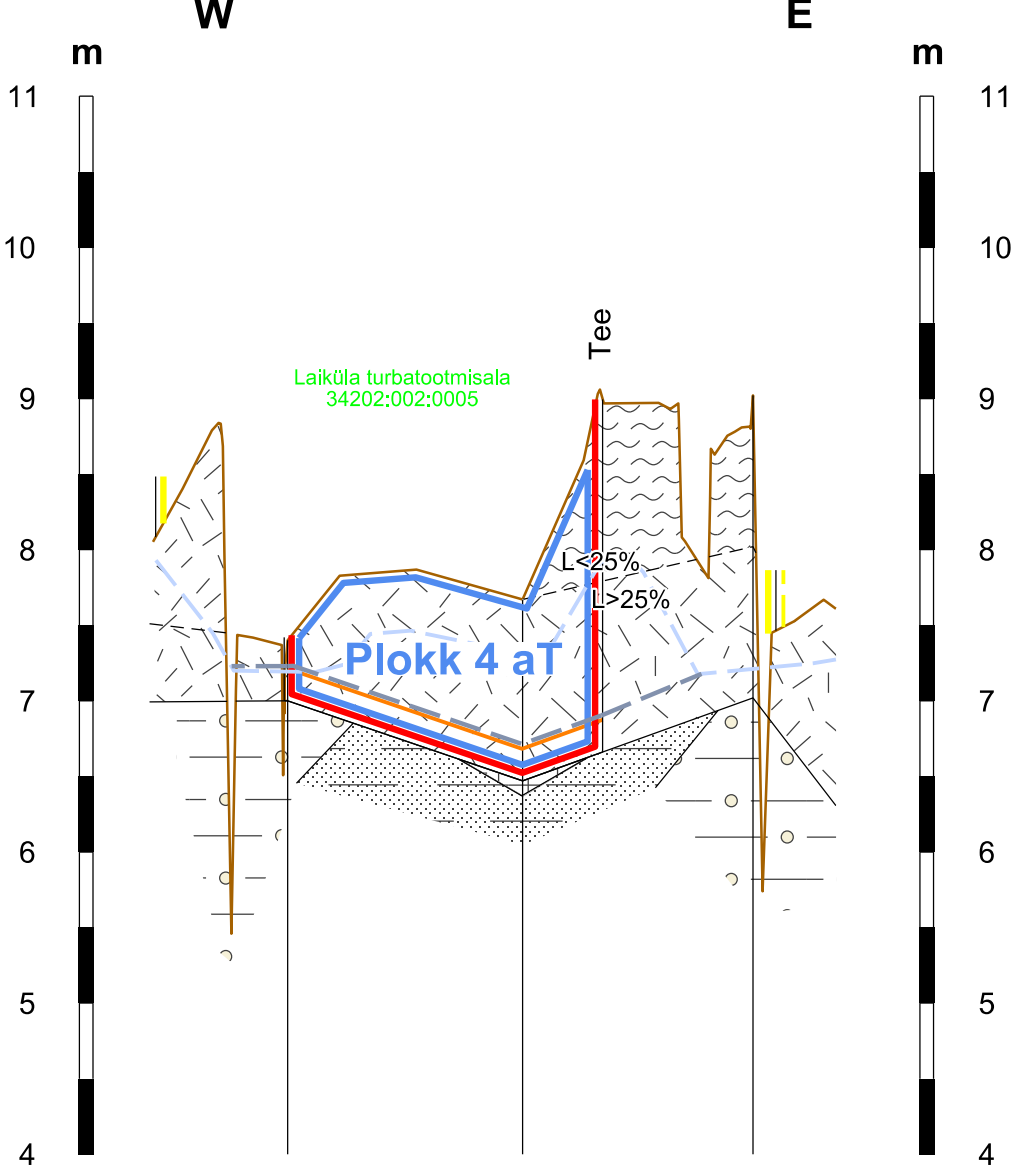 W E
m m
11 11
10 10
Tee
Laiküla turbatootmisala
34202:002:0005
9 9
8 8
L<25%
L>25%
Plokk 4 aT
7 7
6 6
5 5
4 4